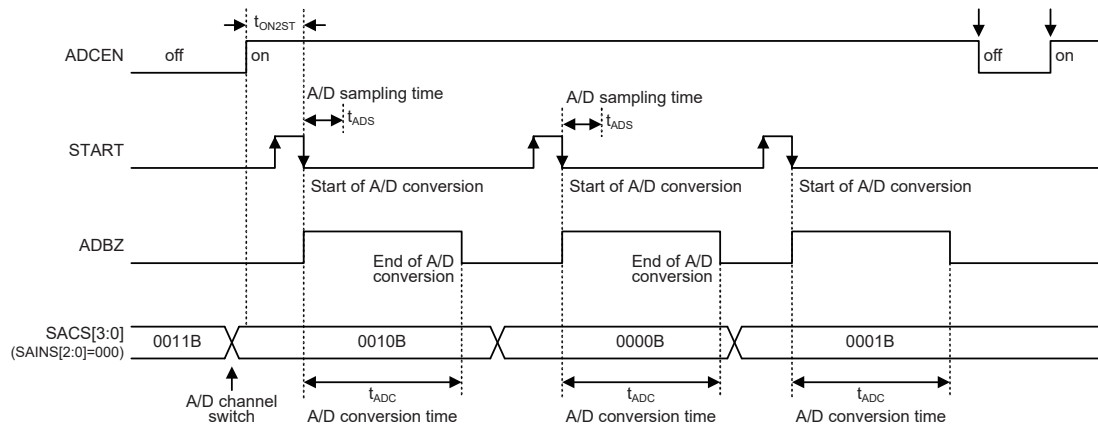 tON2ST
ADCEN
off
on
off
on
A/D sampling time
tADS
A/D sampling time
tADS
START
Start of A/D conversion
Start of A/D conversion
Start of A/D conversion
ADBZ
End of A/D
conversion
End of A/D
conversion
SACS[3:0]
(SAINS[2:0]=000)
0011B
0010B
0000B
0001B
A/D channel
switch
tADC
A/D conversion time
tADC
A/D conversion time
tADC
A/D conversion time